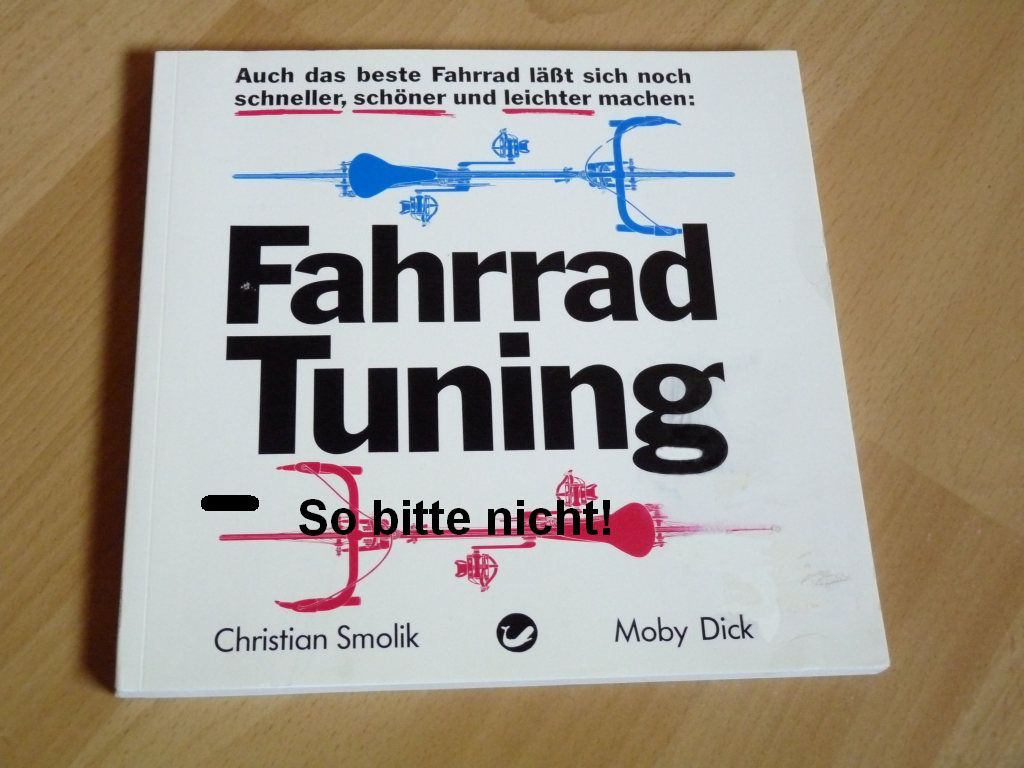 Auch das beste Fahrrad läßt sich noch
schneller, schöner und leichter machen:
Fahrrad
Tuning
So bitte nicht!
Christian Smolik
Moby Dick